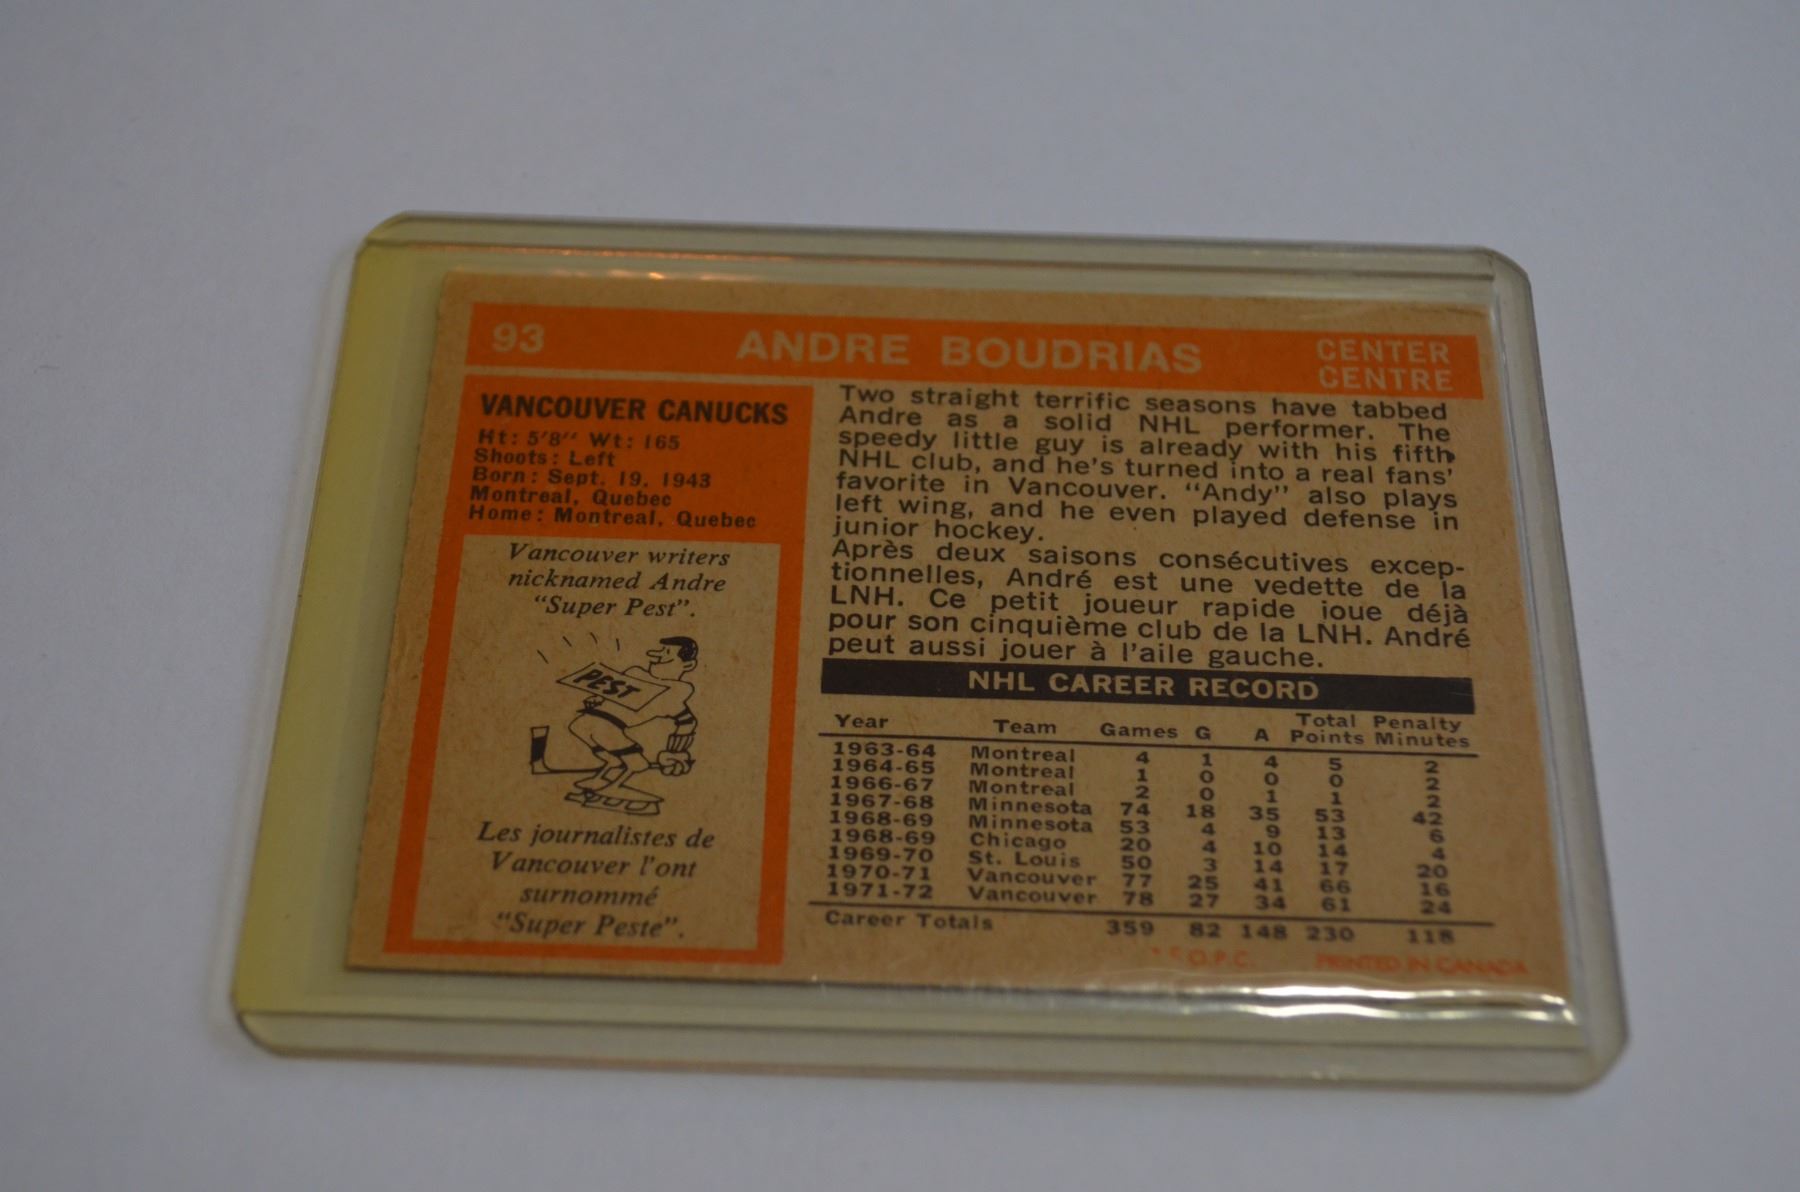 93 ANDRE BOUDRIAS CENTER
CENTRE
VANCOUVER CANUCKS
Ht: 5'8" Wt: 165
Shoots: Left
Born: Sept. 19, 1943
Montreal, Quebec
Home: Montreal, Quebec
Vancouver writers
nicknamed Andre
"Super Pest".
PEST
Les journalistes de
Vancouver l'ont
surnommé
"Super Peste".
Two straight terrific seasons have tabbed
Andre as a solid NHL performer. The
speedy little guy is already with his fifth
NHL club, and he's turned into a real fans'
favorite in Vancouver. "Andy" also plays
left wing, and he even played defense in
junior hockey.
Après deux saisons consécutives excep-
tionnelles, André est une vedette de la
LNH. Ce petit joueur rapide joue déjà
pour son cinquième club de la LNH. André
peut aussi jouer à l'aile gauche.
NHL CAREER RECORD
Year Team Games G A Total Points Penalty Minutes
1963-64 Montreal 4 1 4 5 2
1964-65 Montreal 1 0 0 0 2
1966-67 Montreal 2 0 1 1 2
1967-68 Minnesota 74 18 35 53 42
1968-69 Minnesota 53 4 9 13 6
1968-69 Chicago 20 4 10 14 4
1969-70 St. Louis 50 3 14 17 20
1970-71 Vancouver 77 25 41 66 16
1971-72 Vancouver 78 27 34 61 24
Career Totals 359 82 148 230 118
O.P.C. PRINTED IN CANADA